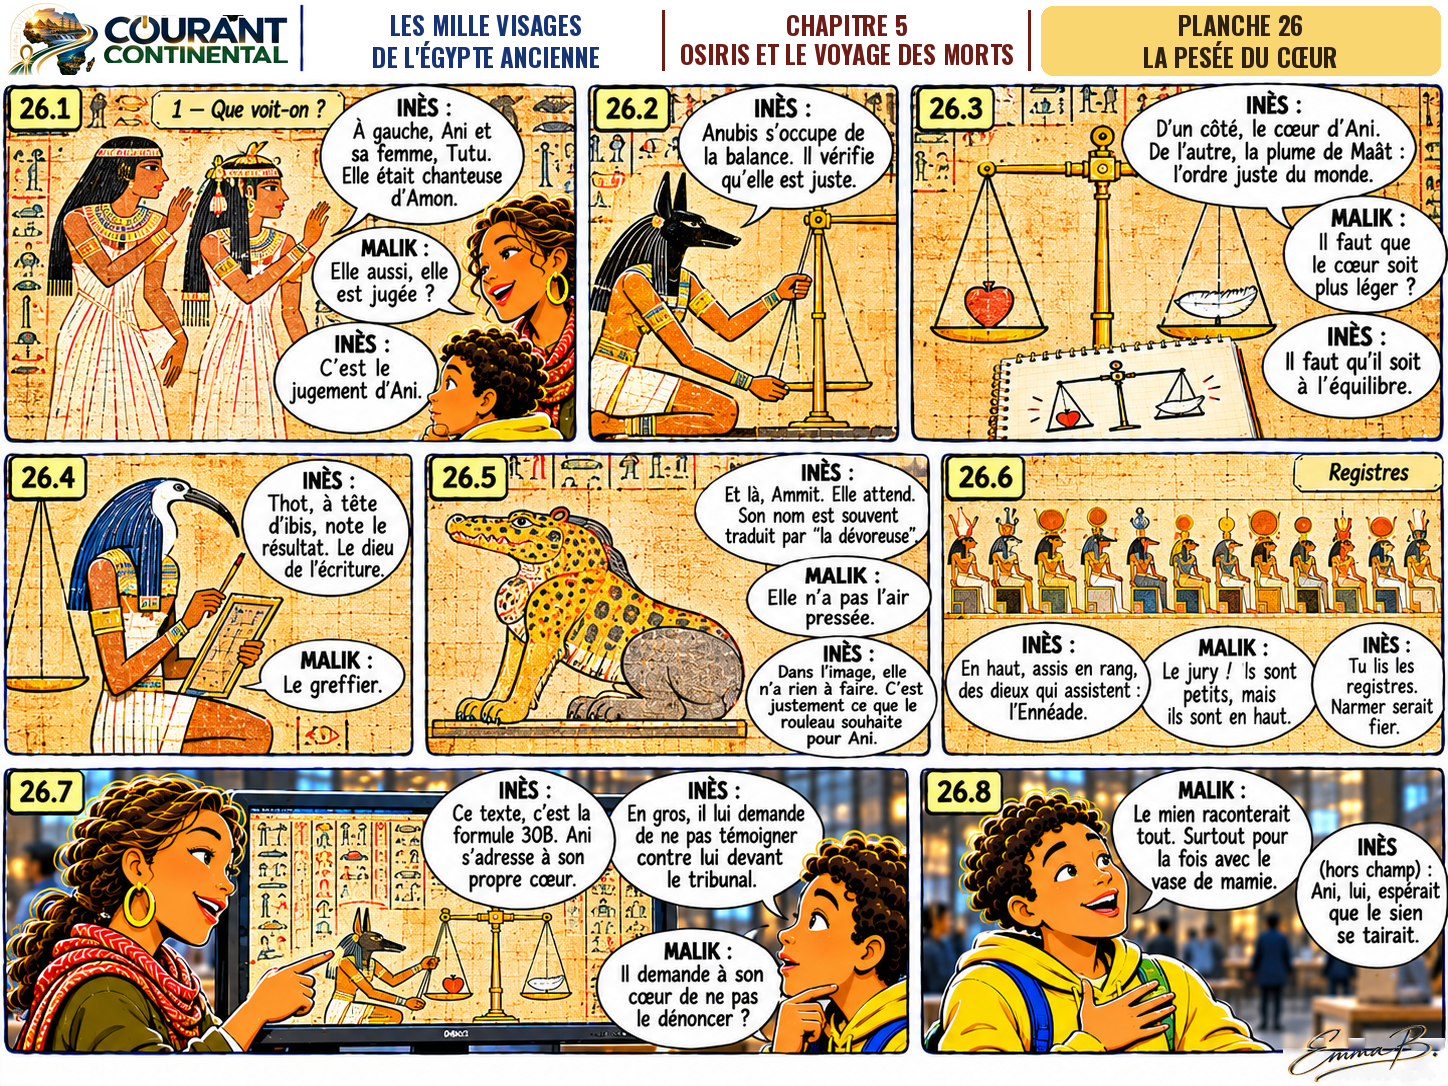 COURANT
CONTINENTAL
LES MILLE VISAGES
DE L'ÉGYPTE ANCIENNE
CHAPITRE 5
OSIRIS ET LE VOYAGE DES MORTS
PLANCHE 26
LA PESÉE DU CŒUR
26.1
1 – Que voit-on ?
INÈS :
À gauche, Ani et
sa femme, Tutu.
Elle était chanteuse
d'Amon.
MALIK :
Elle aussi, elle
est jugée ?
INÈS :
C'est le
jugement d'Ani.
26.2
INÈS :
Anubis s'occupe de
la balance. Il vérifie
qu'elle est juste.
26.3
INÈS :
D'un côté, le cœur d'Ani.
De l'autre, la plume de Maât :
l'ordre juste du monde.
MALIK :
Il faut que
le cœur soit
plus léger ?
INÈS :
Il faut qu'il soit
à l'équilibre.
26.4
INÈS :
Thot, à tête
d'ibis, note le
résultat. Le dieu
de l'écriture.
MALIK :
Le greffier.
26.5
INÈS :
Et là, Ammit. Elle attend.
Son nom est souvent
traduit par "la dévoreuse".
MALIK :
Elle n'a pas l'air
pressée.
INÈS :
Dans l'image, elle
n'a rien à faire. C'est
justement ce que le
rouleau souhaite
pour Ani.
26.6
Registres
INÈS :
En haut, assis en rang,
des dieux qui assistent :
l'Ennéade.
MALIK :
Le jury ! Ils sont
petits, mais
ils sont en haut.
INÈS :
Tu lis les
registres.
Narmer serait
fier.
26.7
INÈS :
Ce texte, c'est la
formule 30B. Ani
s'adresse à son
propre cœur.
INÈS :
En gros, il lui demande
de ne pas témoigner
contre lui devant
le tribunal.
MALIK :
Il demande à son
cœur de ne pas
le dénoncer ?
26.8
MALIK :
Le mien raconterait
tout. Surtout pour
la fois avec le
vase de mamie.
INÈS
(hors champ) :
Ani, lui, espérait
que le sien
se tairait.
Emma B.